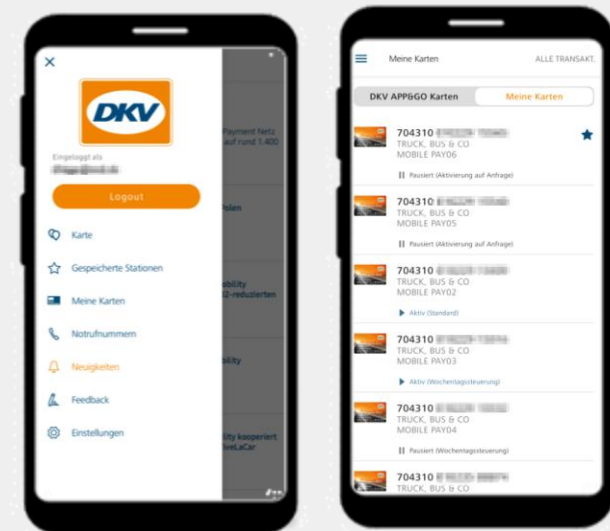 DKV
Eingeloggt als
Logout
Karte
Gespeicherte Stationen
Meine Karten
Notrufnummern
Neuigkeiten
Feedback
Einstellungen
Payment Netz
auf rund 1.400
Polen
obility
2-reduzierten
bility
lity kooperiert
iveLaCar
Meine Karten
ALLE TRANSAKT.
DKV APP&GO Karten
Meine Karten
704310
TRUCK, BUS & CO
MOBILE PAY06
Pausiert (Aktivierung auf Anfrage)
704310
TRUCK, BUS & CO
MOBILE PAY05
Pausiert (Aktivierung auf Anfrage)
704310
TRUCK, BUS & CO
MOBILE PAY02
Aktiv (Standard)
704310
TRUCK, BUS & CO
MOBILE PAY03
Aktiv (Wochentagssteuerung)
704310
TRUCK, BUS & CO
MOBILE PAY04
Pausiert (Wochentagssteuerung)
704310
TRUCK, BUS & CO